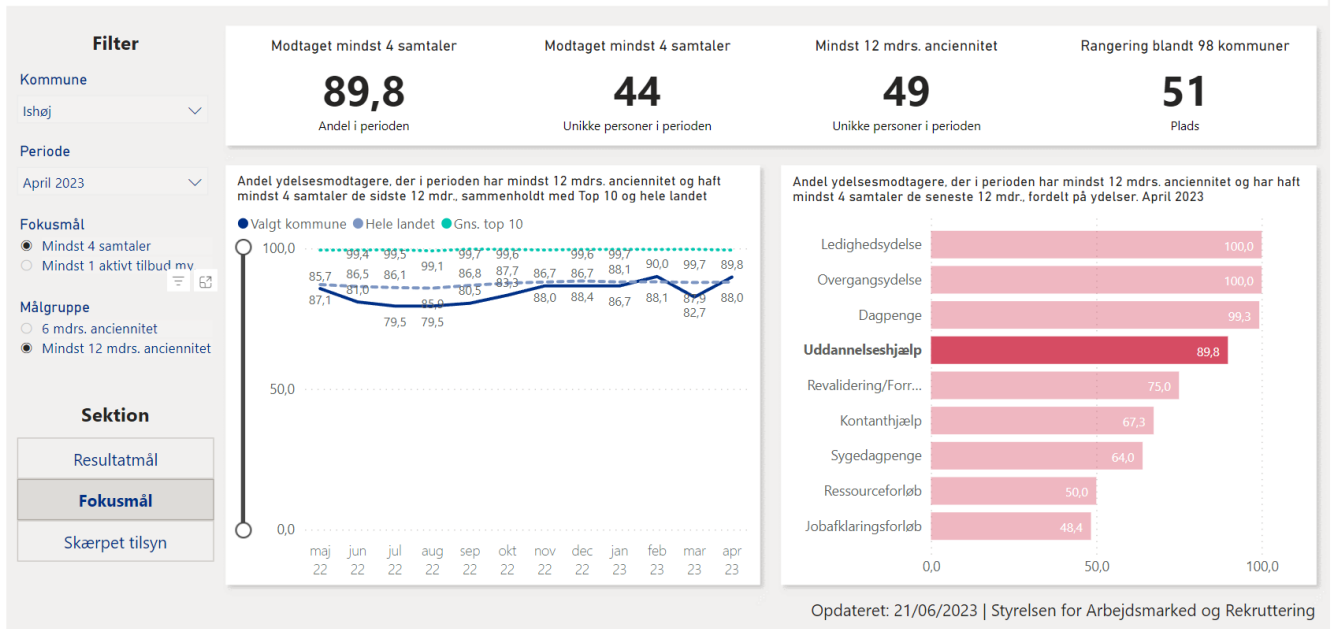 Filter
Kommune
Ishøj
Periode
April 2023
Fokusmål
Mindst 4 samtaler
Mindst 1 aktivt tilbud mv
Målgruppe
6 mdrs. anciennitet
Mindst 12 mdrs. anciennitet
Sektion
Resultatmål
Fokusmål
Skærpet tilsyn
Modtaget mindst 4 samtaler
89,8
Andel i perioden
Modtaget mindst 4 samtaler
44
Unikke personer i perioden
Mindst 12 mdrs. anciennitet
49
Unikke personer i perioden
Rangering blandt 98 kommuner
51
Plads
Andel ydelsesmodtagere, der i perioden har mindst 12 mdrs. anciennitet og haft
mindst 4 samtaler de sidste 12 mdr., sammenholdt med Top 10 og hele landet
Valgt kommune Hele landet Gns. top 10
100,0
50,0
0,0
99,4 99,5 99,1 99,7 99,6 99,6 99,7 99,7
85,7 86,5 86,1 85,9 86,8 87,7 86,7 86,7 88,1 90,0 87,9 89,8
87,1 81,0 79,5 79,5 80,5 83,3 88,0 88,4 86,7 88,1 82,7 88,0
maj jun jul aug sep okt nov dec jan feb mar apr
22 22 22 22 22 22 22 22 23 23 23 23
Andel ydelsesmodtagere, der i perioden har mindst 12 mdrs. anciennitet og har haft
mindst 4 samtaler de seneste 12 mdr., fordelt på ydelser. April 2023
Ledighedsydelse 100,0
Overgangsydelse 100,0
Dagpenge 99,3
Uddannelseshjælp 89,8
Revalidering/Forr... 75,0
Kontanthjælp 67,3
Sygedagpenge 64,0
Ressourceforløb 50,0
Jobafklaringsforløb 48,4
0,0 50,0 100,0
Opdateret: 21/06/2023 | Styrelsen for Arbejdsmarked og Rekruttering